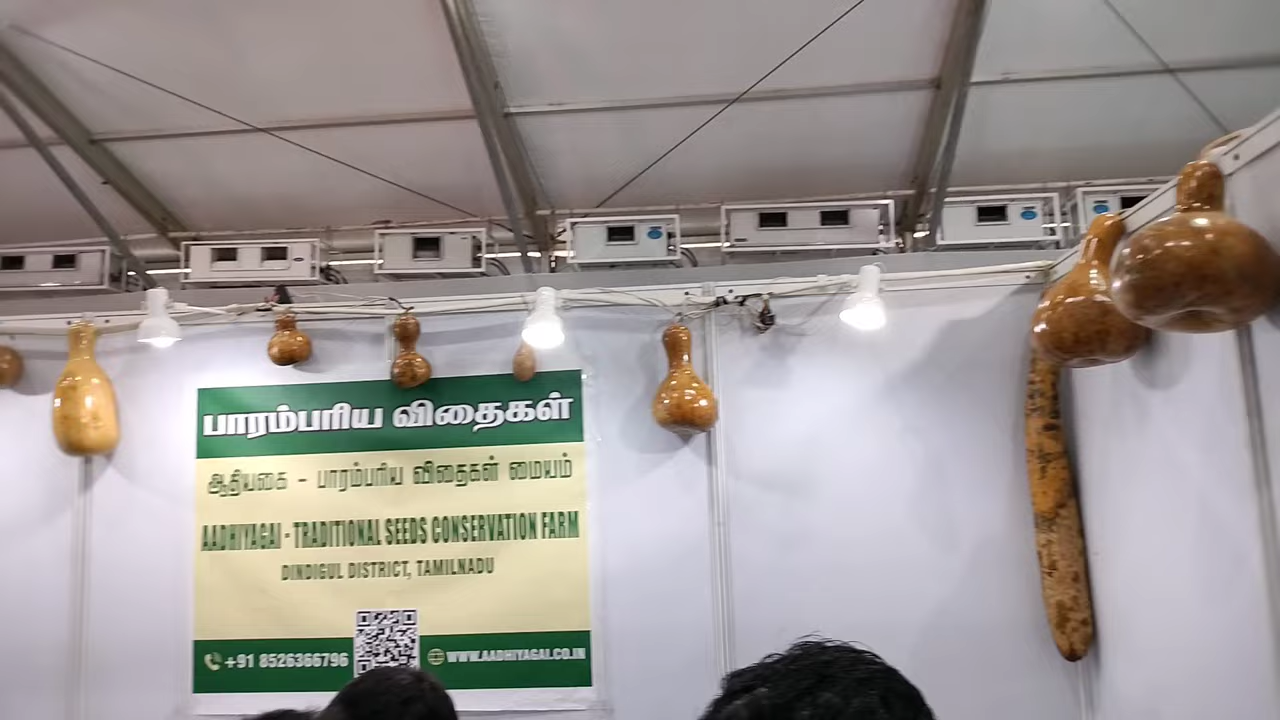 பாரம்பரிய விதைகள்
ஆதியகை - பாரம்பரிய விதைகள் மையம்
AADHIYAGAI - TRADITIONAL SEEDS CONSERVATION FARM
DINDIGUL DISTRICT, TAMILNADU
+91 8526366796
WWW.AADHIYAGAI.CO.IN